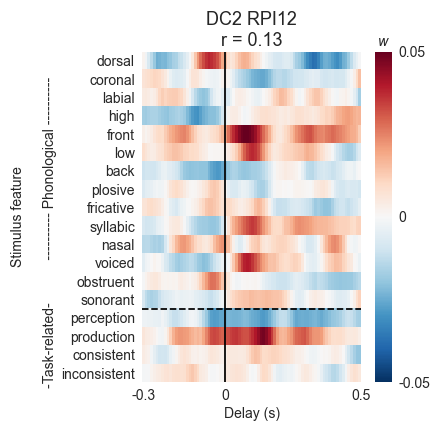 DC2 RPI12
r = 0.13
w
0.05
0
-0.05
Stimulus feature
---------- Phonological ----------
-Task-related-
dorsal
coronal
labial
high
front
low
back
plosive
fricative
syllabic
nasal
voiced
obstruent
sonorant
perception
production
consistent
inconsistent
-0.3
0
0.5
Delay (s)